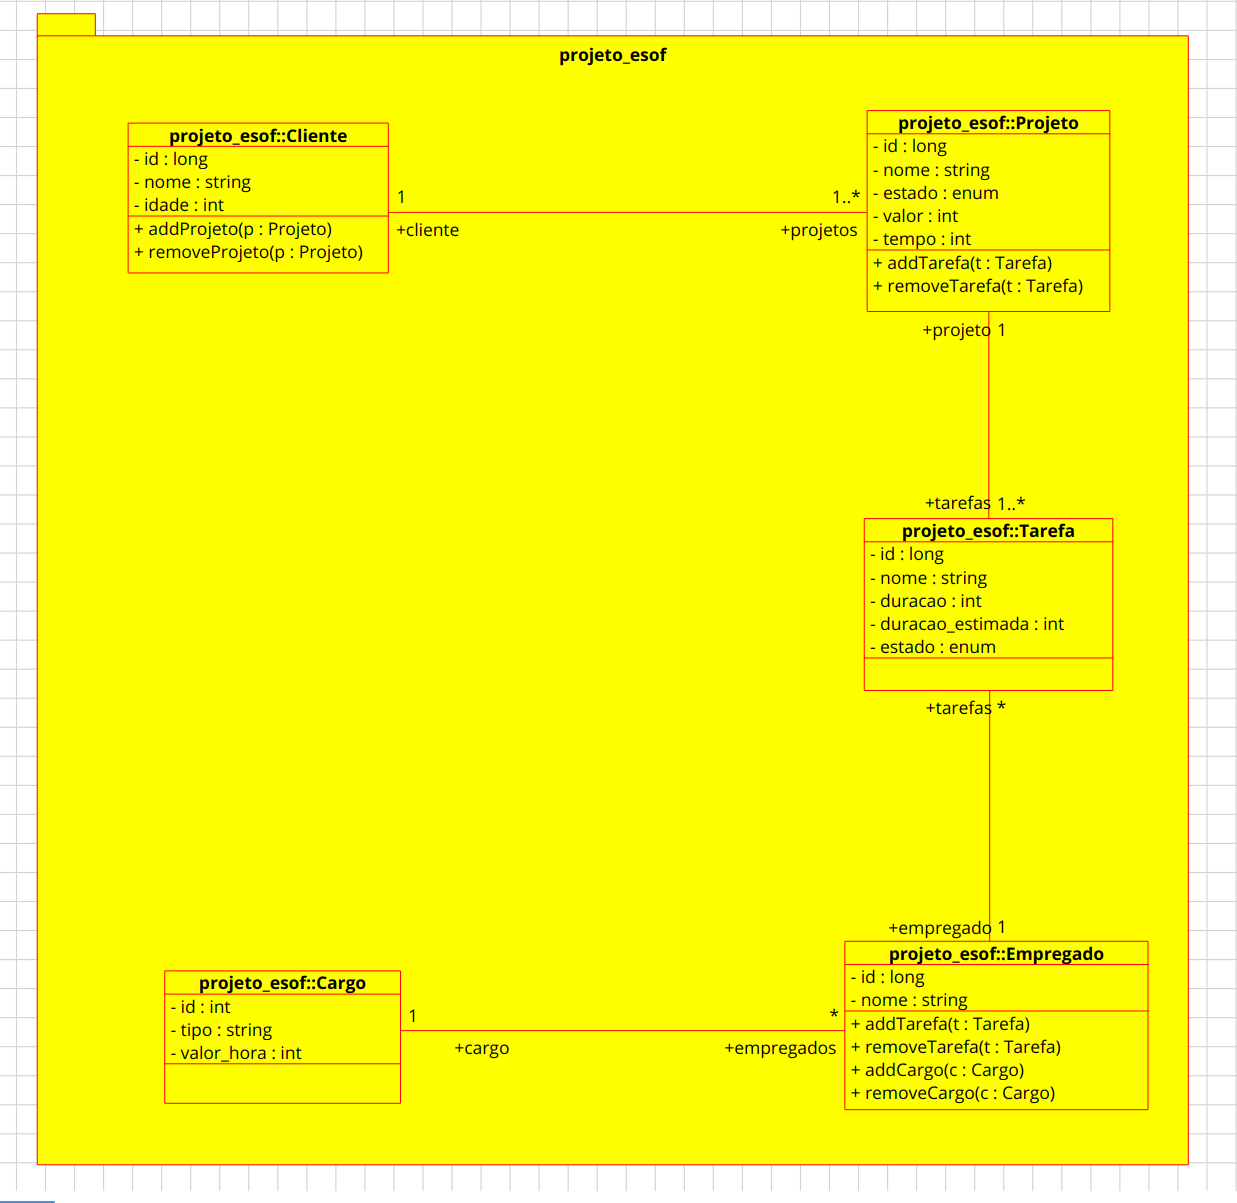 projeto_esof
projeto_esof::Cliente
- id : long
- nome : string
- idade : int
+ addProjeto(p : Projeto)
+ removeProjeto(p : Projeto)
1
+cliente
1..*
+projetos
projeto_esof::Projeto
- id : long
- nome : string
- estado : enum
- valor : int
- tempo : int
+ addTarefa(t : Tarefa)
+ removeTarefa(t : Tarefa)
+projeto 1
+tarefas 1..*
projeto_esof::Tarefa
- id : long
- nome : string
- duracao : int
- duracao_estimada : int
- estado : enum
+tarefas *
+empregado 1
projeto_esof::Empregado
- id : long
- nome : string
+ addTarefa(t : Tarefa)
+ removeTarefa(t : Tarefa)
+ addCargo(c : Cargo)
+ removeCargo(c : Cargo)
projeto_esof::Cargo
- id : int
- tipo : string
- valor_hora : int
1
+cargo
*
+empregados